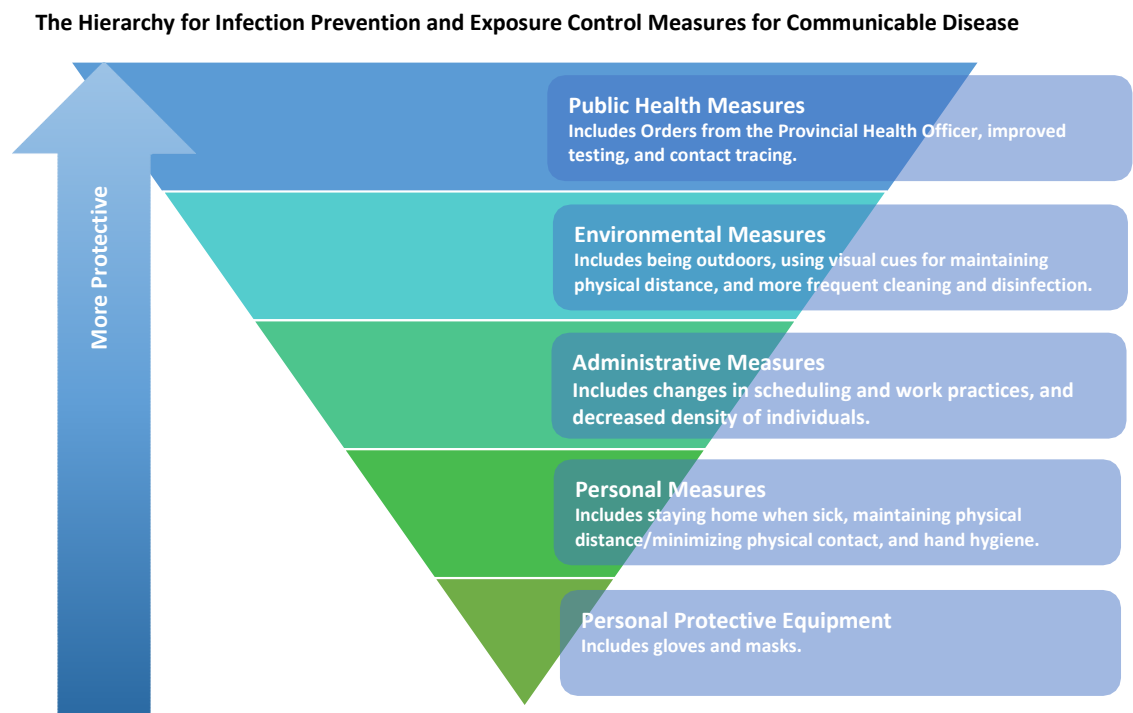 The Hierarchy for Infection Prevention and Exposure Control Measures for Communicable Disease
More Protective
Public Health Measures
Includes Orders from the Provincial Health Officer, improved
testing, and contact tracing.
Environmental Measures
Includes being outdoors, using visual cues for maintaining
physical distance, and more frequent cleaning and disinfection.
Administrative Measures
Includes changes in scheduling and work practices, and
decreased density of individuals.
Personal Measures
Includes staying home when sick, maintaining physical
distance/minimizing physical contact, and hand hygiene.
Personal Protective Equipment
Includes gloves and masks.